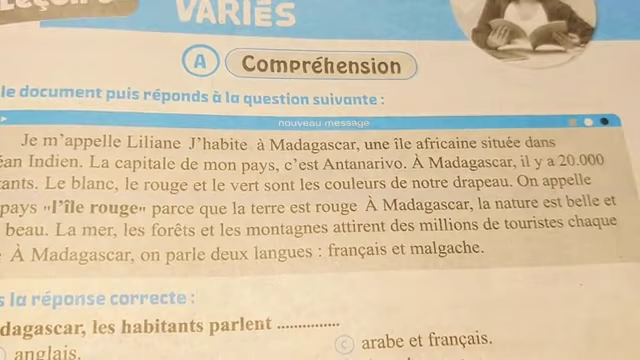 VARIÉS
A Compréhension
le document puis réponds à la question suivante :
nouveau message
Je m'appelle Liliane J'habite à Madagascar, une île africaine située dans
Indien. La capitale de mon pays, c'est Antanarivo. À Madagascar, il y a 20.000
Le blanc, le rouge et le vert sont les couleurs de notre drapeau. On appelle
pays "l'île rouge" parce que la terre est rouge À Madagascar, la nature est belle et
beau. La mer, les forêts et les montagnes attirent des millions de touristes chaque
À Madagascar, on parle deux langues : français et malgache.
la réponse correcte :
dagascar, les habitants parlent ...............
anglais.
c arabe et français.